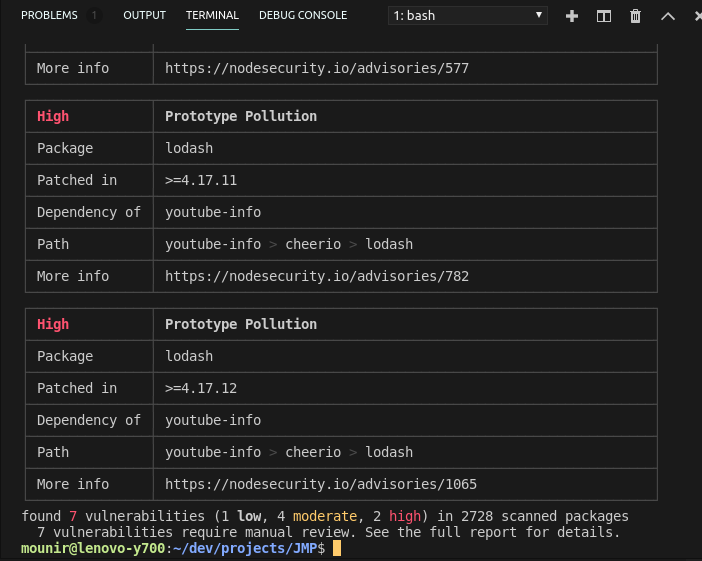 PROBLEMS 1 OUTPUT TERMINAL DEBUG CONSOLE 1: bash
More info https://nodesecurity.io/advisories/577
High Prototype Pollution
Package lodash
Patched in >=4.17.11
Dependency of youtube-info
Path youtube-info > cheerio > lodash
More info https://nodesecurity.io/advisories/782
High Prototype Pollution
Package lodash
Patched in >=4.17.12
Dependency of youtube-info
Path youtube-info > cheerio > lodash
More info https://nodesecurity.io/advisories/1065
found 7 vulnerabilities (1 low, 4 moderate, 2 high) in 2728 scanned packages
7 vulnerabilities require manual review. See the full report for details.
mounir@lenovo-y700:~/dev/projects/JMP$